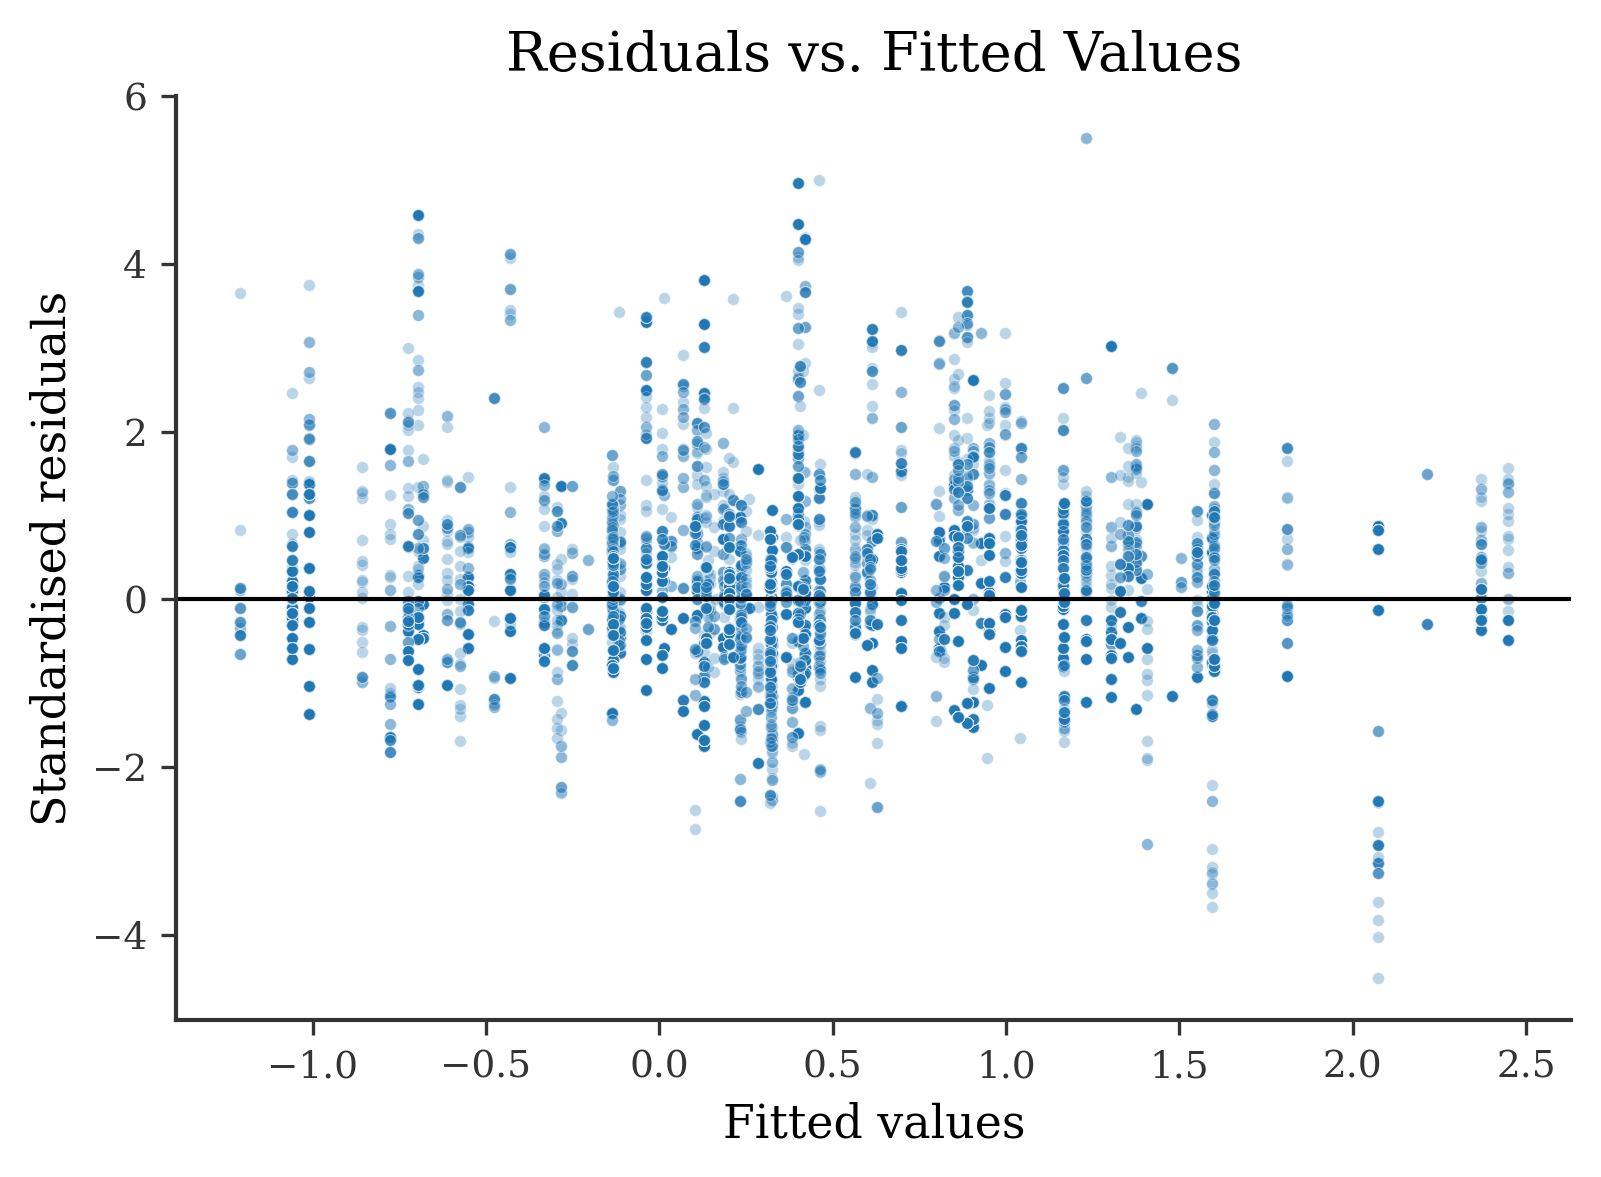 Residuals vs. Fitted Values
6
4
2
0
−2
−4
Standardised residuals
−1.0 −0.5 0.0 0.5 1.0 1.5 2.0 2.5
Fitted values